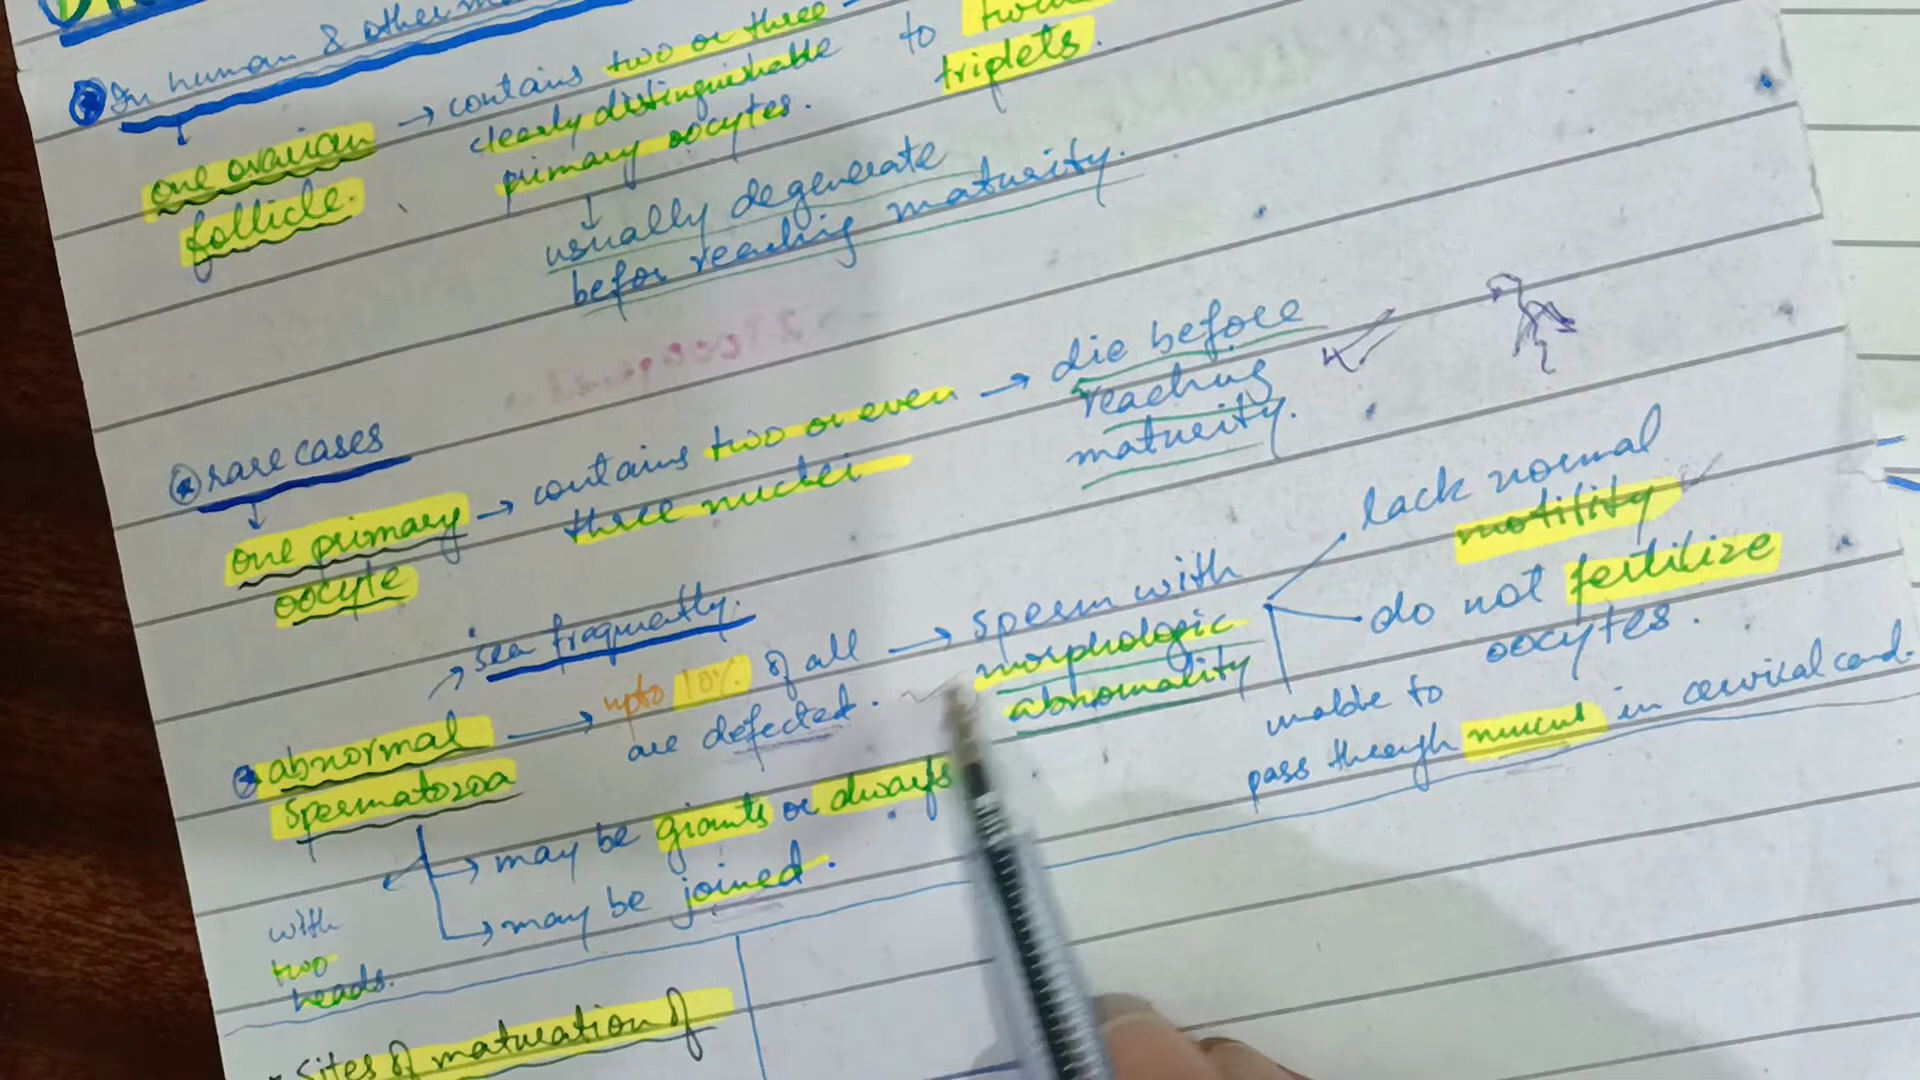 In human & other
one ovarian
follicle.
→ contains two or three
clearly distinguishable
primary oocytes.
to
triplets.
usually degenerate
befor reaching maturity.
rare cases
one primary
oocyte
→ contains two or even
three nuclei
→ die before
reaching
maturity.
abnormal
spermatozoa
→ frequently.
→ upto 10% of all
are defected.
→ sperm with
morphologic
abnormality
lack normal
motility
do not fertilize
oocytes.
unable to
pass through mucus in cervical
→ may be giants or dwarfs
→ may be joined.
with
two
heads.
Sites of maturation of